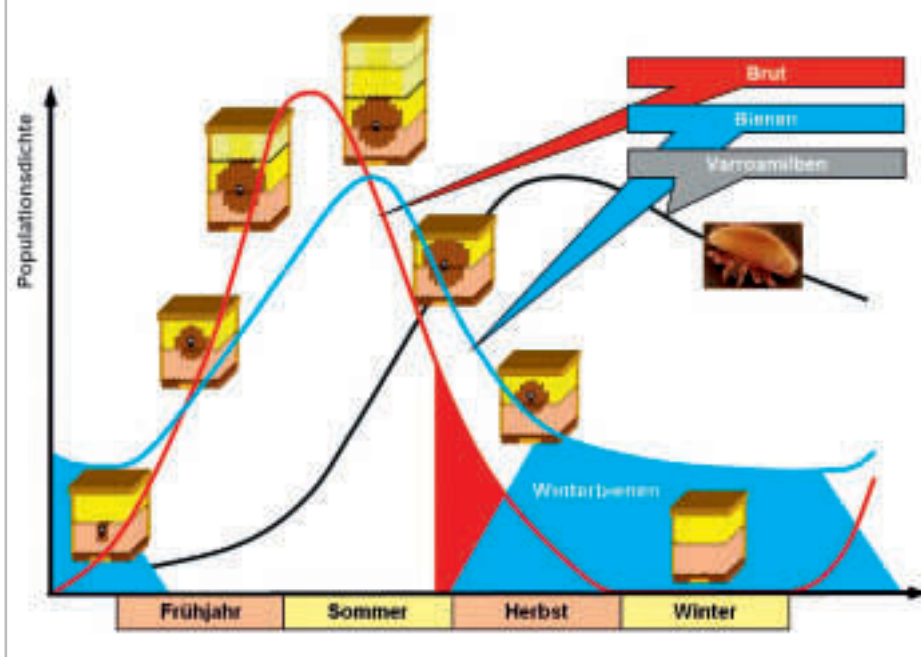 Brut
Bienen
Varroamilben
Populationsdichte
Winterbienen
Frühjahr
Sommer
Herbst
Winter